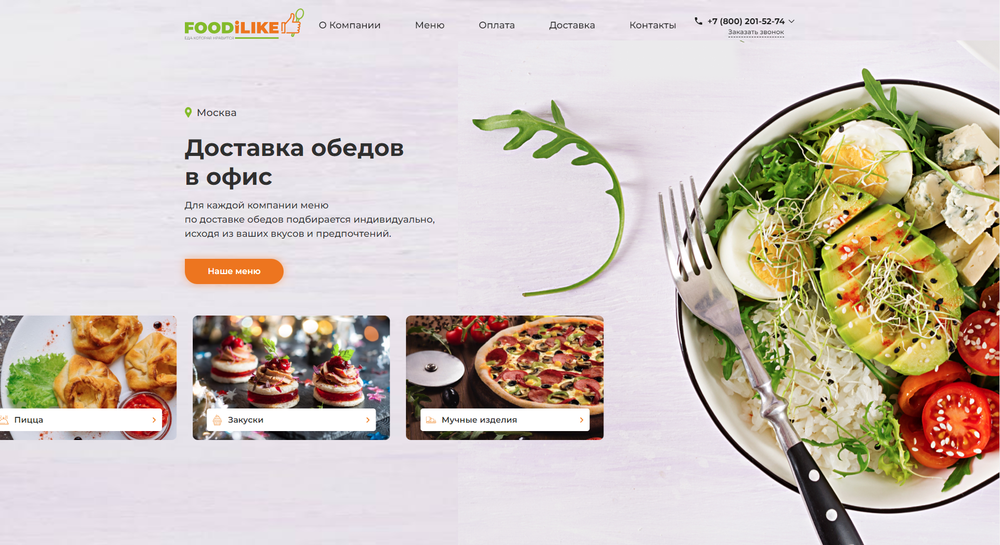 FOODiLIKE
ЕДА КОТОРАЯ НРАВИТСЯ
О Компании
Меню
Оплата
Доставка
Контакты
+7 (800) 201-52-74
Заказать звонок
Москва
Доставка обедов
в офис
Для каждой компании меню
по доставке обедов подбирается индивидуально,
исходя из ваших вкусов и предпочтений.
Наше меню
Пицца
Закуски
Мучные изделия